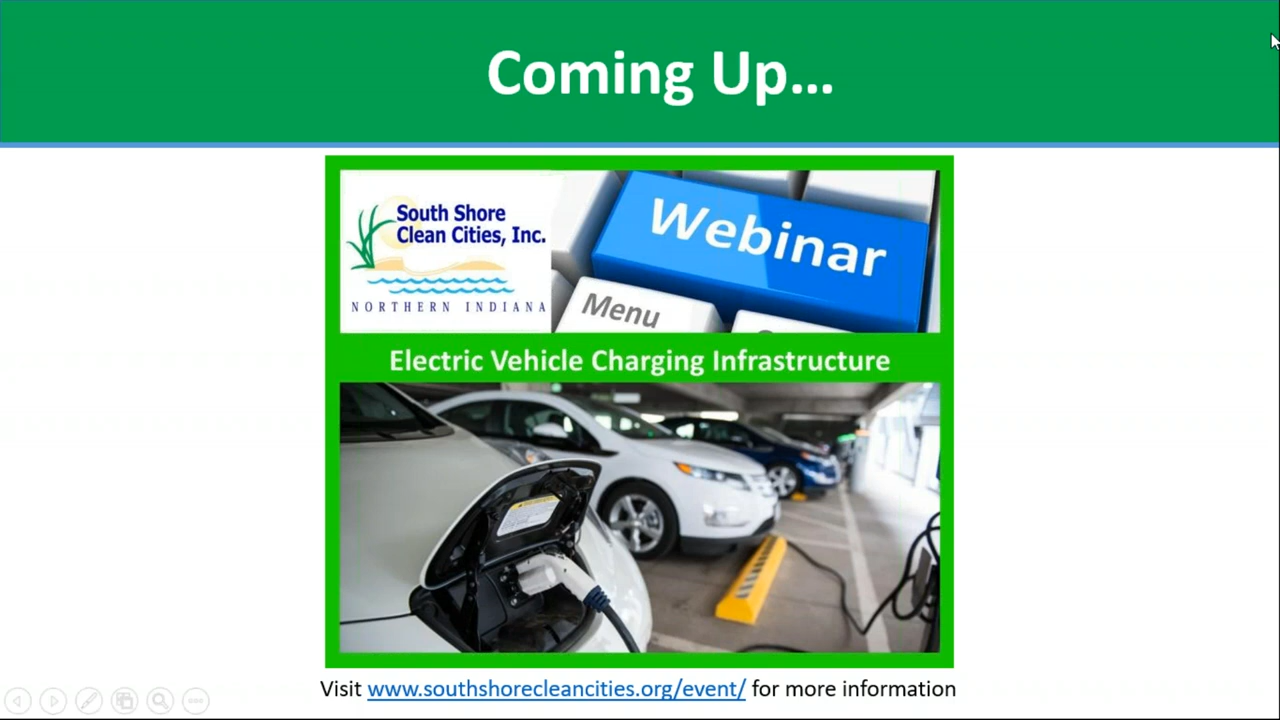 Coming Up...
South Shore
Clean Cities, Inc.
NORTHERN INDIANA
Webinar
Menu
Electric Vehicle Charging Infrastructure
Visit www.southshorecleancities.org/event/ for more information